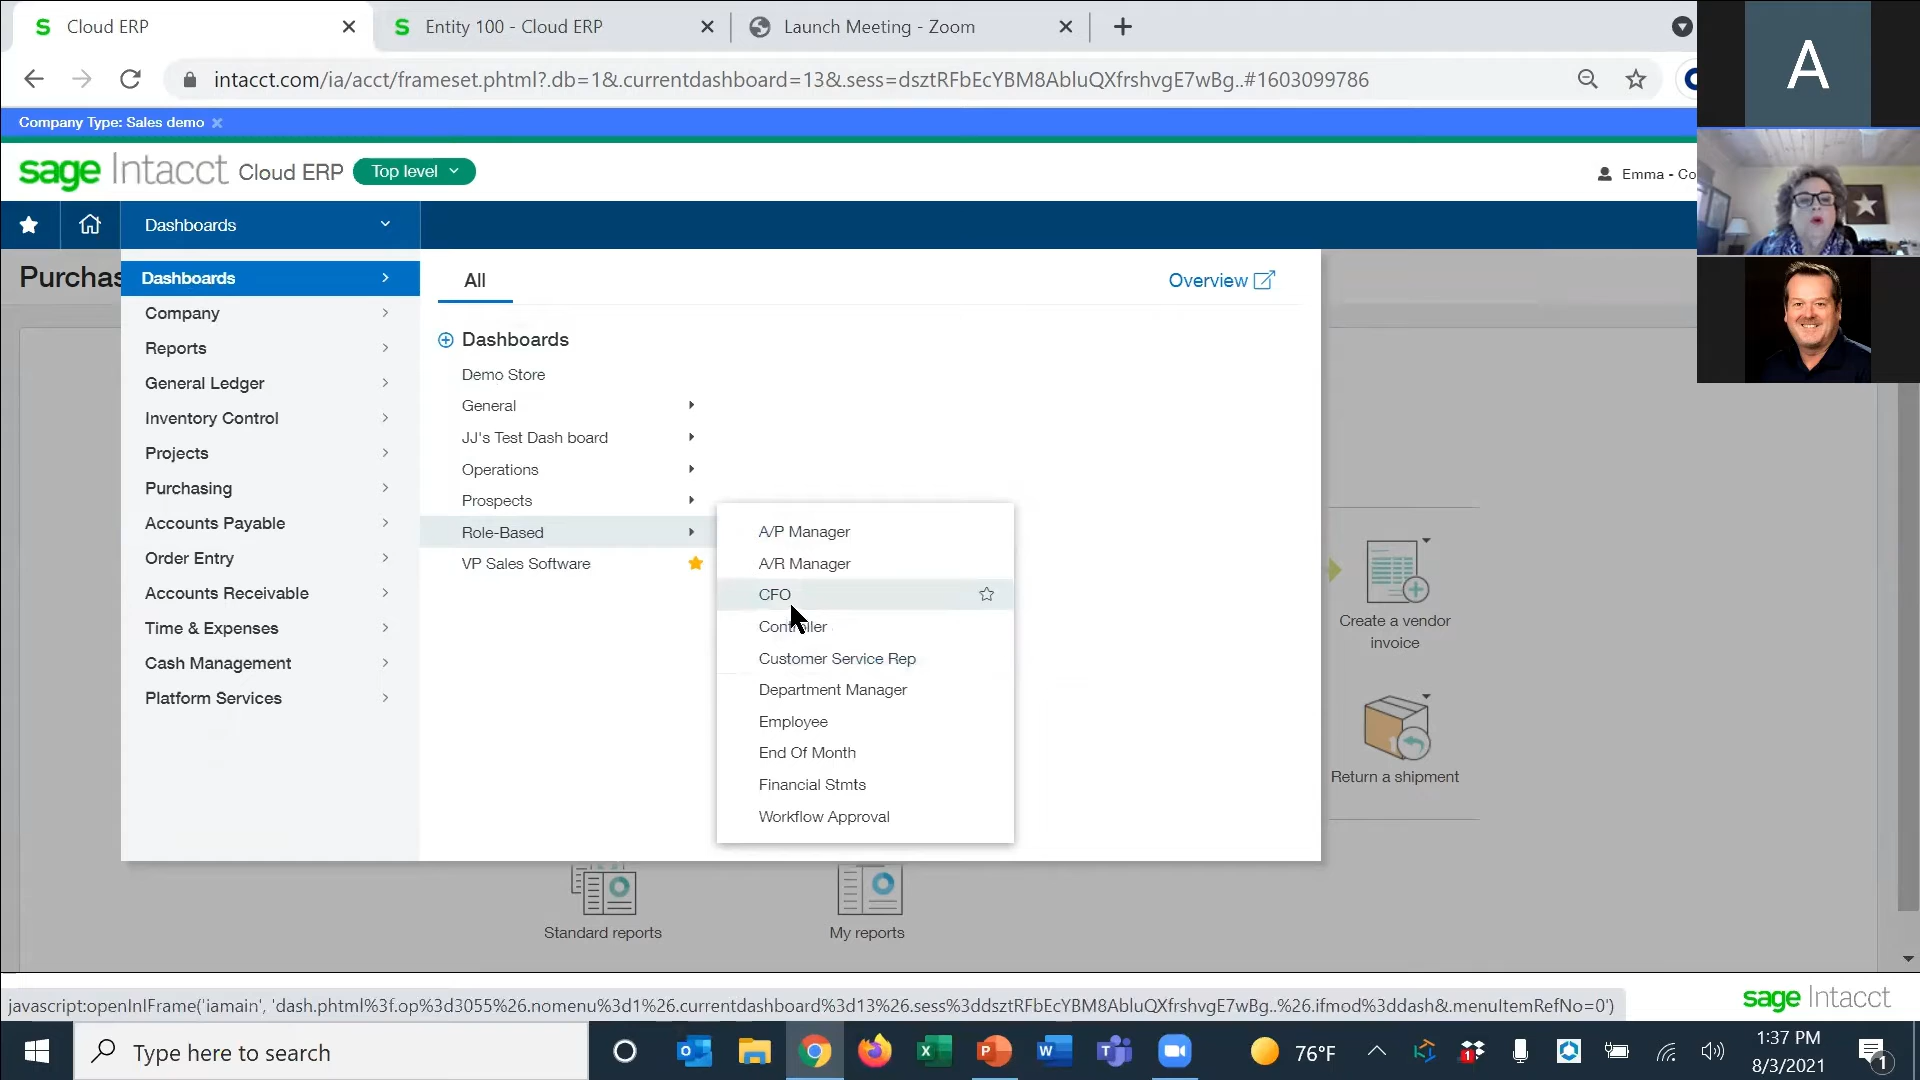 Cloud ERP
Entity 100 - Cloud ERP
Launch Meeting - Zoom
intacct.com/ia/acct/frameset.phtml?.db=1&.currentdashboard=13&.sess=dsztRFbEcYBM8AbluQXfrshvgE7wBg..#1603099786
A
Company Type: Sales demo
sage Intacct Cloud ERP Top level
Emma - Co
Dashboards
Purchas
Dashboards
Company
Reports
General Ledger
Inventory Control
Projects
Purchasing
Accounts Payable
Order Entry
Accounts Receivable
Time & Expenses
Cash Management
Platform Services
All
Overview
Dashboards
Demo Store
General
JJ's Test Dash board
Operations
Prospects
Role-Based
VP Sales Software
A/P Manager
A/R Manager
CFO
Controller
Customer Service Rep
Department Manager
Employee
End Of Month
Financial Stmts
Workflow Approval
Create a vendor
invoice
Return a shipment
Standard reports
My reports
javascript:openInIFrame('iamain', 'dash.phtml%3f.op%3d3055%26.nomenu%3d1%26.currentdashboard%3d13%26.sess%3ddsztRFbEcYBM8AbluQXfrshvgE7wBg..%26.ifmod%3ddash&.menuItemRefNo=0')
sage Intacct
Type here to search
76°F
1:37 PM
8/3/2021
1